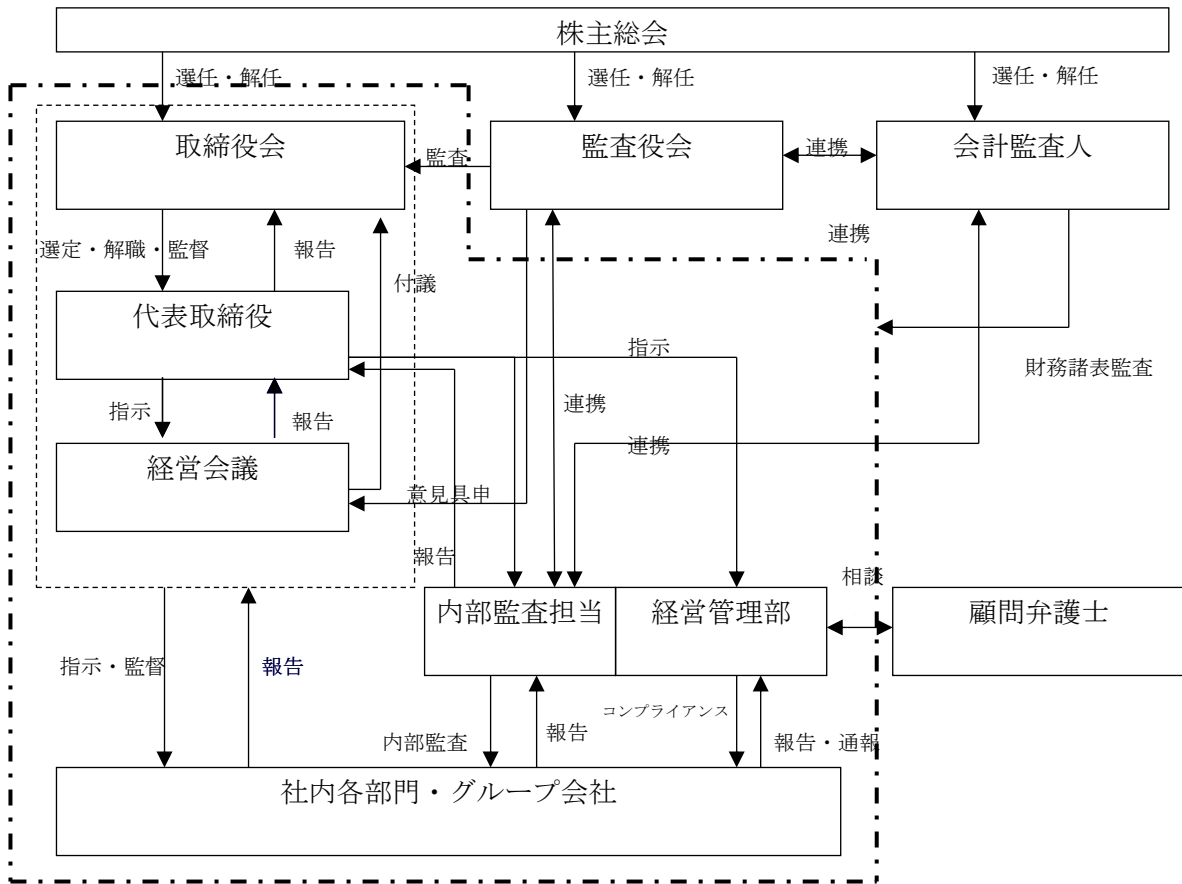 株主総会
選任・解任
選任・解任
選任・解任
取締役会
監査役会
会計監査人
監査
連携
選定・解職・監督
報告
付議
連携
代表取締役
指示
財務諸表監査
指示
報告
連携
連携
経営会議
意見具申
報告
相談
内部監査担当
経営管理部
顧問弁護士
指示・監督
報告
内部監査
報告
コンプライアンス
報告・通報
社内各部門・グループ会社